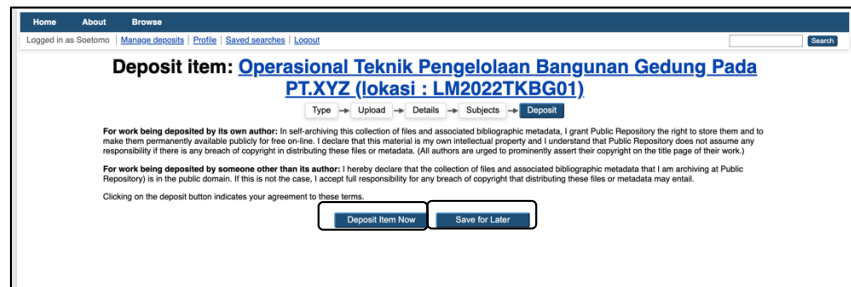 Home About Browse
Logged in as Soetomo | Manage deposits | Profile | Saved searches | Logout Search
Deposit item: Operasional Teknik Pengelolaan Bangunan Gedung Pada
PT.XYZ (lokasi : LM2022TKBG01)
Type Upload Details Subjects Deposit
For work being deposited by its own author: In self-archiving this collection of files and associated bibliographic metadata, I grant Public Repository the right to store them and to
make them permanently available publicly for free on-line. I declare that this material is my own intellectual property and I understand that Public Repository does not assume any
responsibility if there is any breach of copyright in distributing these files or metadata. (All authors are urged to prominently assert their copyright on the title page of their work.)
For work being deposited by someone other than its author: I hereby declare that the collection of files and associated bibliographic metadata that I am archiving at Public
Repository) is in the public domain. If this is not the case, I accept full responsibility for any breach of copyright that distributing these files or metadata may entail.
Clicking on the deposit button indicates your agreement to these terms.
Deposit Item Now Save for Later